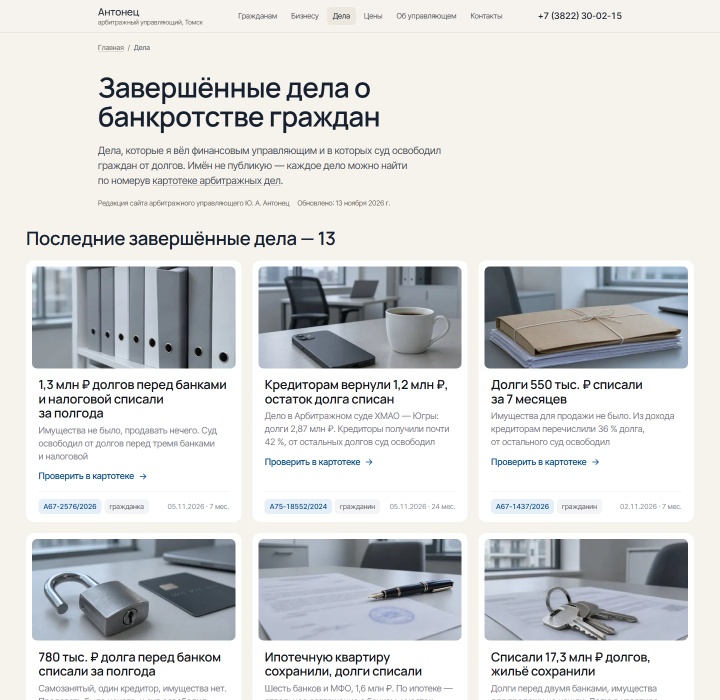 Антонец
арбитражный управляющий, Томск
Гражданам Бизнесу Дела Цены Об управляющем Контакты
+7 (3822) 30-02-15
Главная / Дела
Завершённые дела о
банкротстве граждан
Дела, которые я вёл финансовым управляющим и в которых суд освободил
граждан от долгов. Имён не публикую — каждое дело можно найти
по номерув картотеке арбитражных дел.
Редакция сайта арбитражного управляющего Ю. А. Антонец Обновлено: 13 ноября 2026 г.
Последние завершённые дела — 13
1,3 млн ₽ долгов перед банками
и налоговой списали
за полгода
Имущества не было, продавать нечего. Суд
освободил от долгов перед тремя банками
и налоговой
Проверить в картотеке →
А67-2576/2026 гражданка 05.11.2026 · 7 мес.
Кредиторам вернули 1,2 млн ₽,
остаток долга списан
Дело в Арбитражном суде ХМАО — Югры:
долги 2,87 млн ₽. Кредиторы получили почти
42 %, от остальных долгов суд освободил
Проверить в картотеке →
А75-18552/2024 гражданин 05.11.2026 · 24 мес.
Долги 550 тыс. ₽ списали
за 7 месяцев
Имущества для продажи не было. Из дохода
кредиторам перечислили 36 % долга,
от остального суд освободил
Проверить в картотеке →
А67-1437/2026 гражданин 02.11.2026 · 7 мес.
780 тыс. ₽ долга перед банком
списали за полгода
Самозанятый, один кредитор, имущества нет.
Ипотечную квартиру
сохранили, долги списали
Шесть банков и МФО, 1,6 млн ₽. По ипотеке —
Списали 17,3 млн ₽ долгов,
жильё сохранили
Долги перед двумя банками, имущества